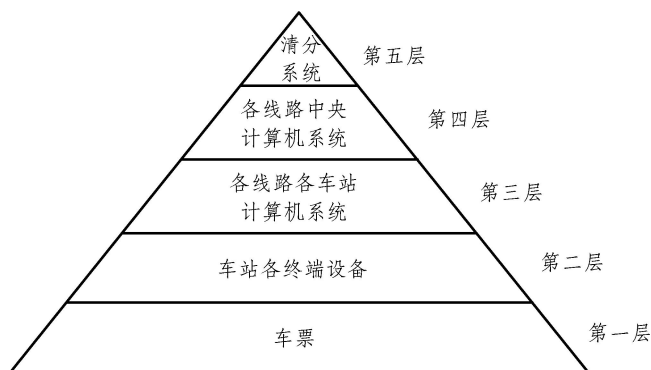 清分
系统
第五层
各线路中央
计算机系统
第四层
各线路各车站
计算机系统
第三层
车站各终端设备
第二层
车票
第一层